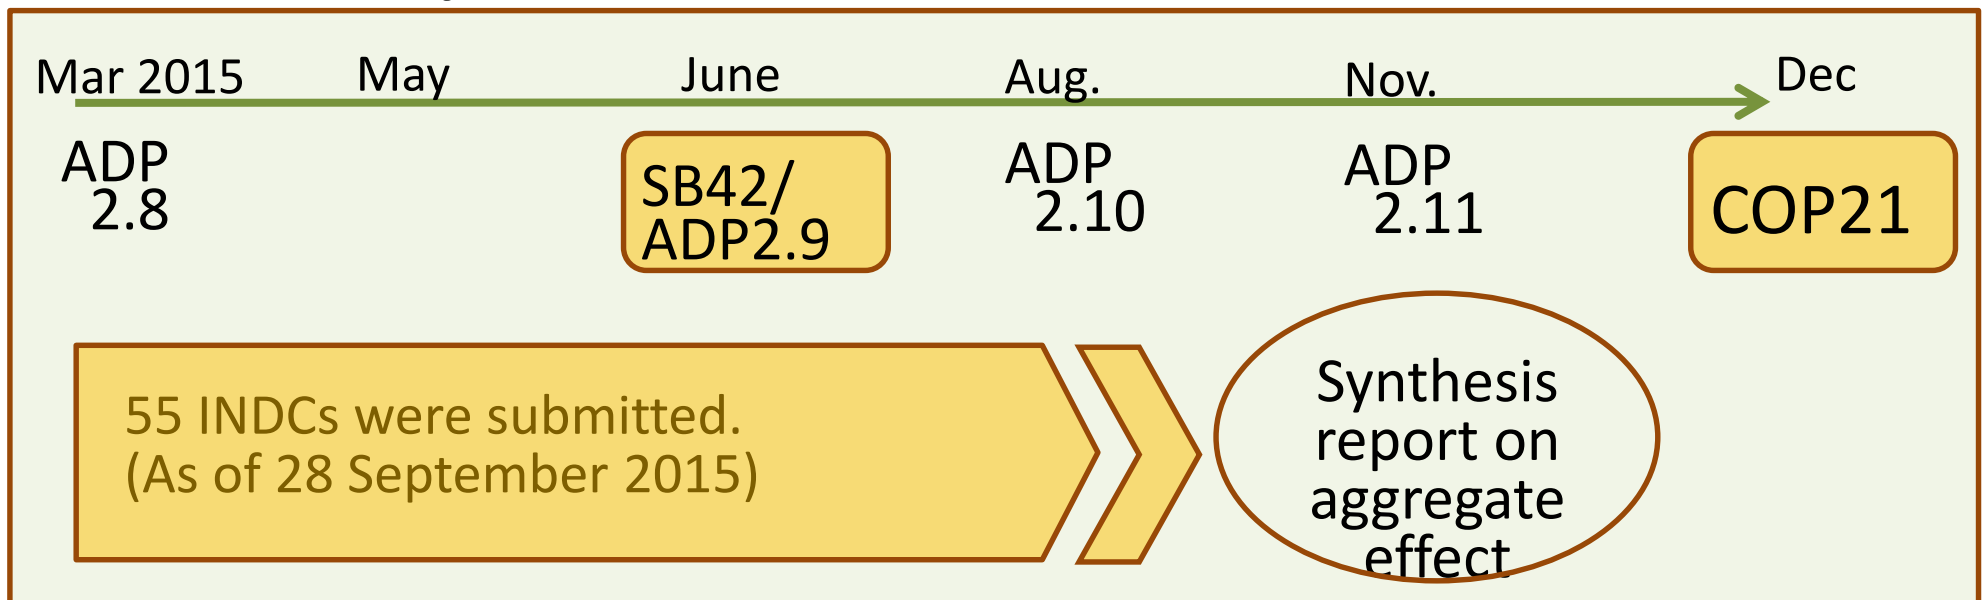 Mar 2015 May June Aug. Nov. Dec
ADP
2.8
SB42/
ADP2.9
ADP
2.10
ADP
2.11
COP21
55 INDCs were submitted.
(As of 28 September 2015)
Synthesis
report on
aggregate
effect